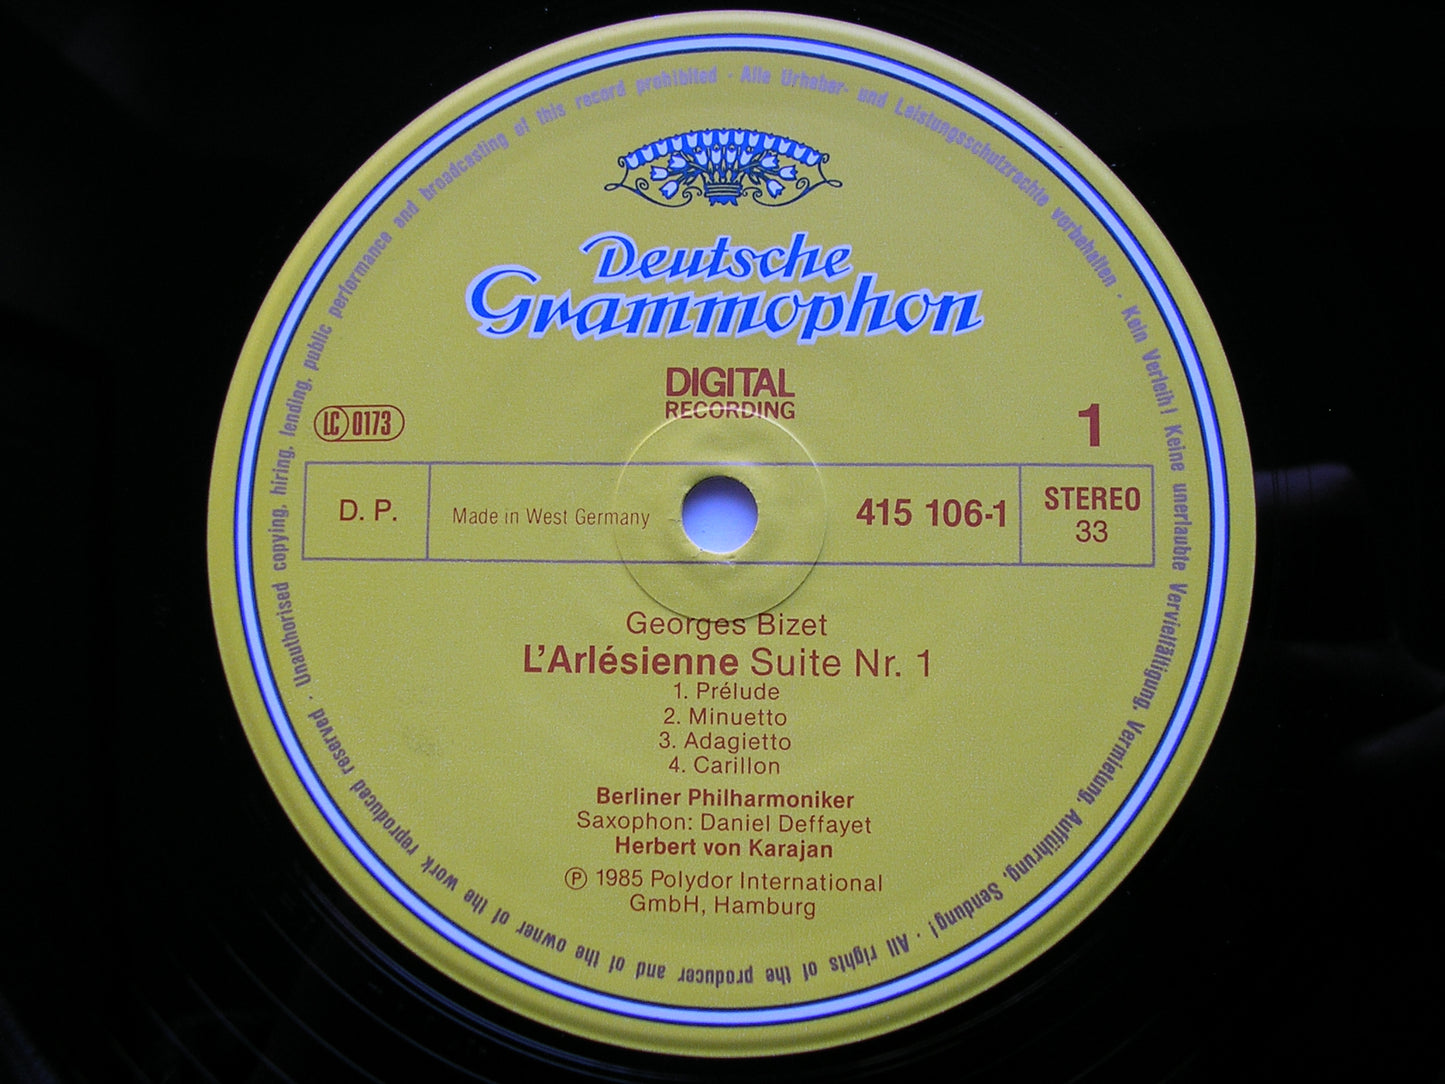 Unauthorised copying, hiring, lending, public performance and broadcasting of this record prohibited · Alle Urheber- und Leistungsschutzrechte vorbehalten · Kein Verleih! Keine unerlaubte Vervielfältigung, Vermietung, Aufführung, Sendung! · All rights of the producer and of the owner of the work reproduced reserved ·
Deutsche
Grammophon
DIGITAL
RECORDING
LC 0173
1
D. P.
Made in West Germany
415 106-1
STEREO
33
Georges Bizet
L'Arlésienne Suite Nr. 1
1. Prélude
2. Minuetto
3. Adagietto
4. Carillon
Berliner Philharmoniker
Saxophon: Daniel Deffayet
Herbert von Karajan
℗ 1985 Polydor International
GmbH, Hamburg